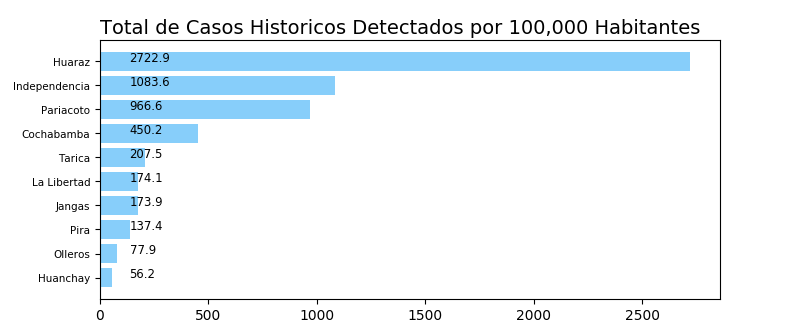 Total de Casos Historicos Detectados por 100,000 Habitantes
Huaraz 2722.9
Independencia 1083.6
Pariacoto 966.6
Cochabamba 450.2
Tarica 207.5
La Libertad 174.1
Jangas 173.9
Pira 137.4
Olleros 77.9
Huanchay 56.2
0 500 1000 1500 2000 2500